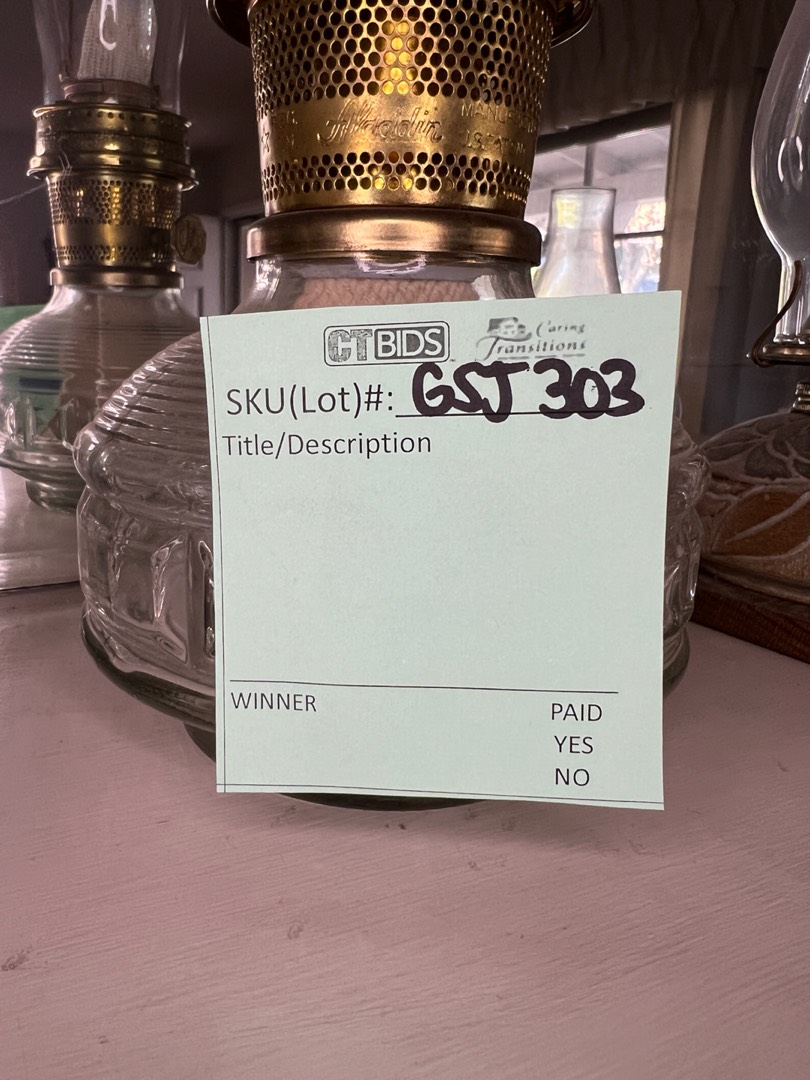 Aladdin
CTBIDS
Caring
Transitions
SKU(Lot)#: GSJ 303
Title/Description
WINNER
PAID
YES
NO